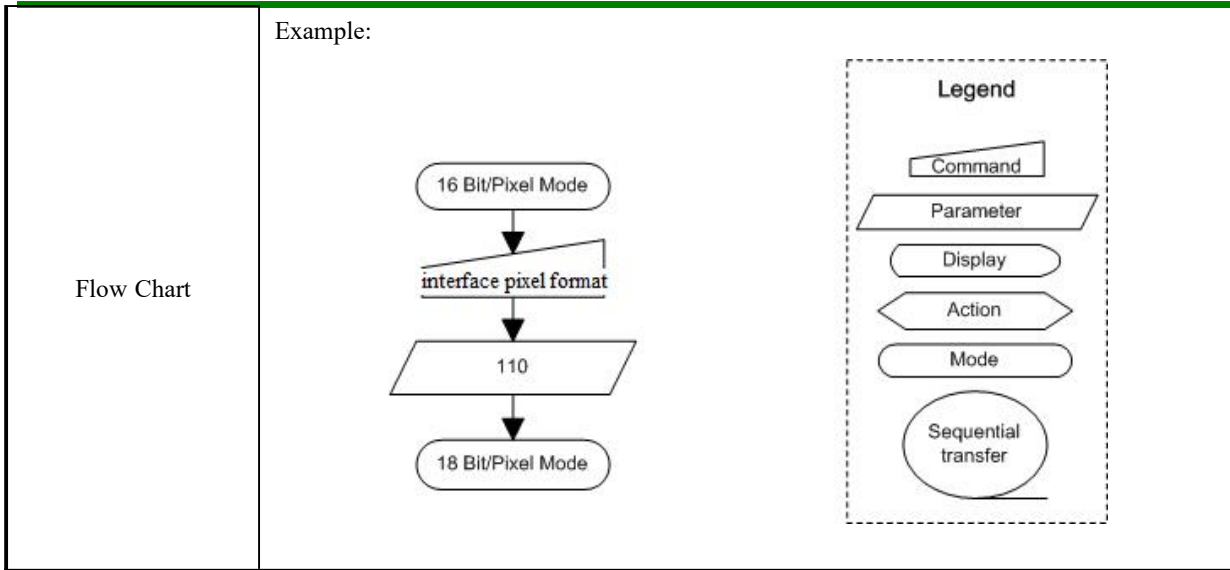 Flow Chart
Example:
16 Bit/Pixel Mode
interface pixel format
110
18 Bit/Pixel Mode
Legend
Command
Parameter
Display
Action
Mode
Sequential
transfer